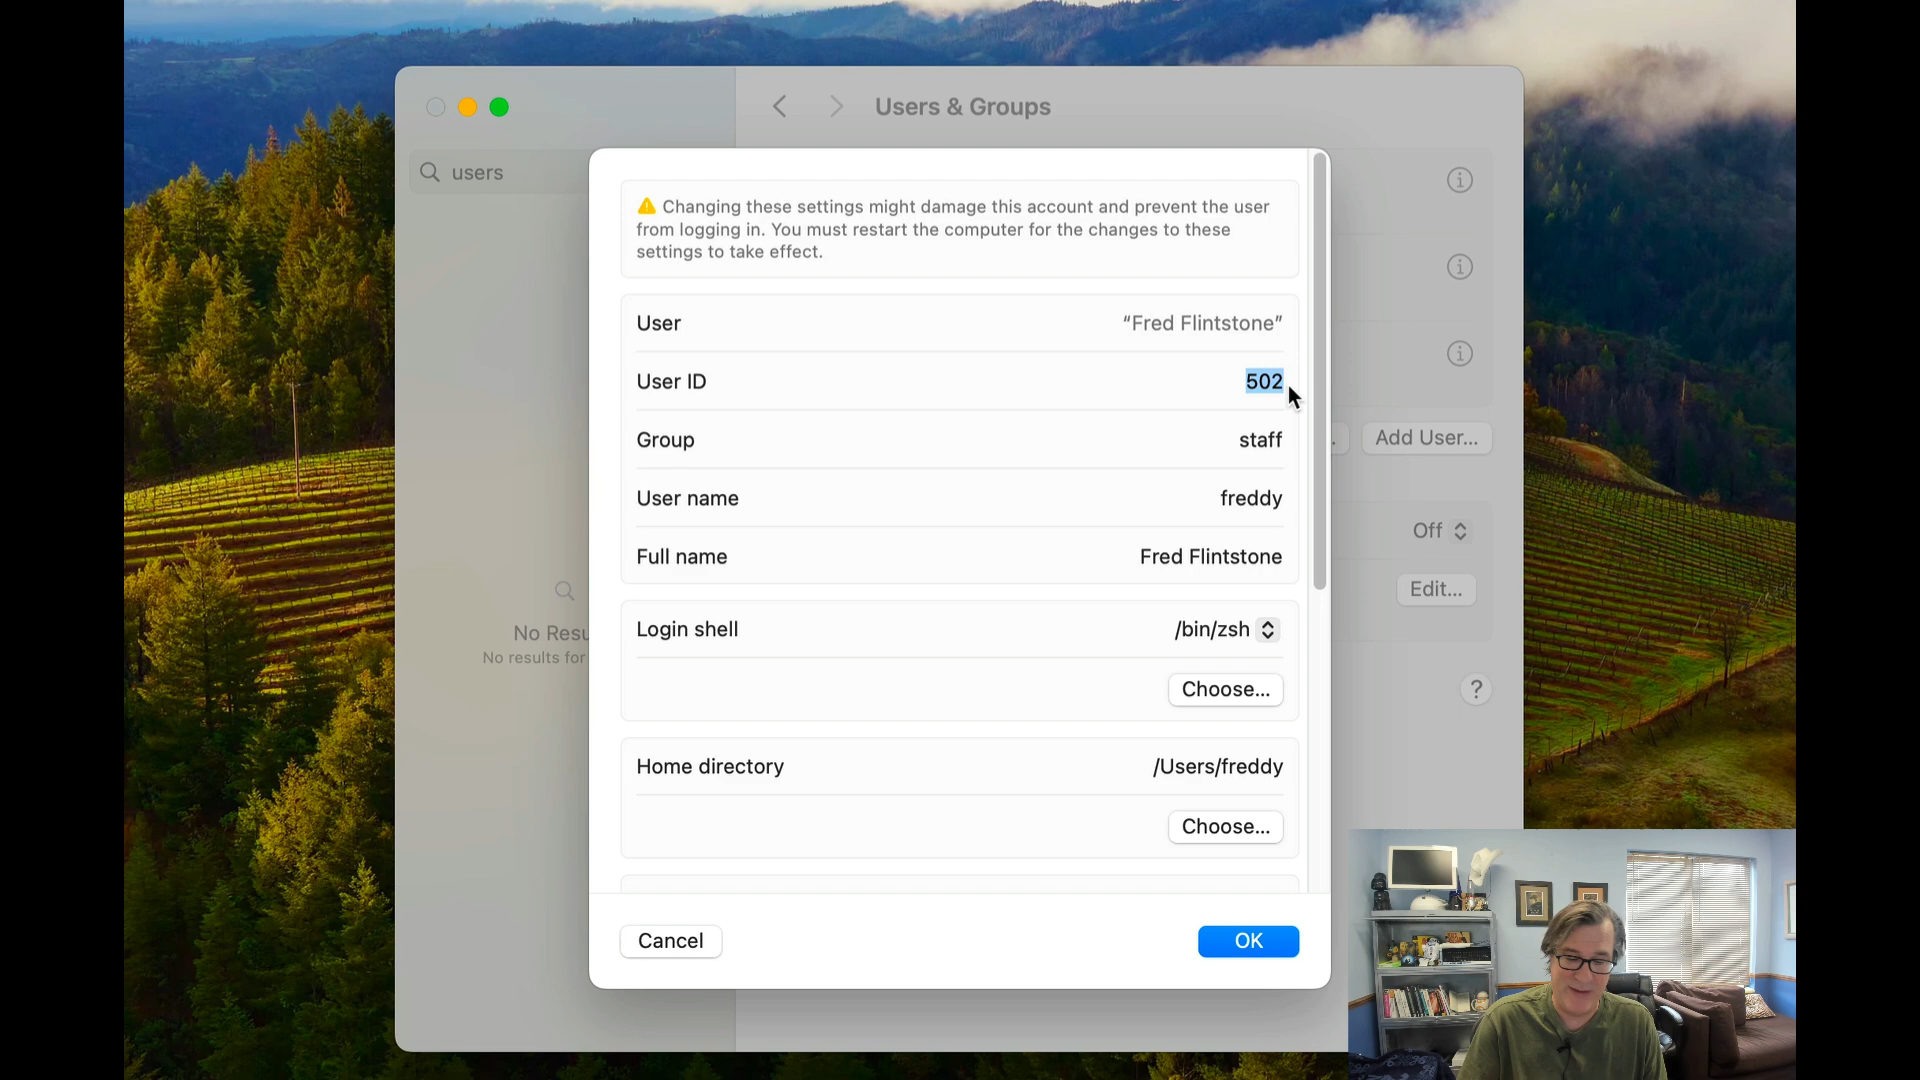 Users & Groups
users
⚠ Changing these settings might damage this account and prevent the user
from logging in. You must restart the computer for the changes to these
settings to take effect.
User “Fred Flintstone”
User ID 502
Group staff
Add User...
User name freddy
Off
Full name Fred Flintstone
Edit...
No Resu
No results for
Login shell /bin/zsh
Choose...
?
Home directory /Users/freddy
Choose...
Cancel
OK